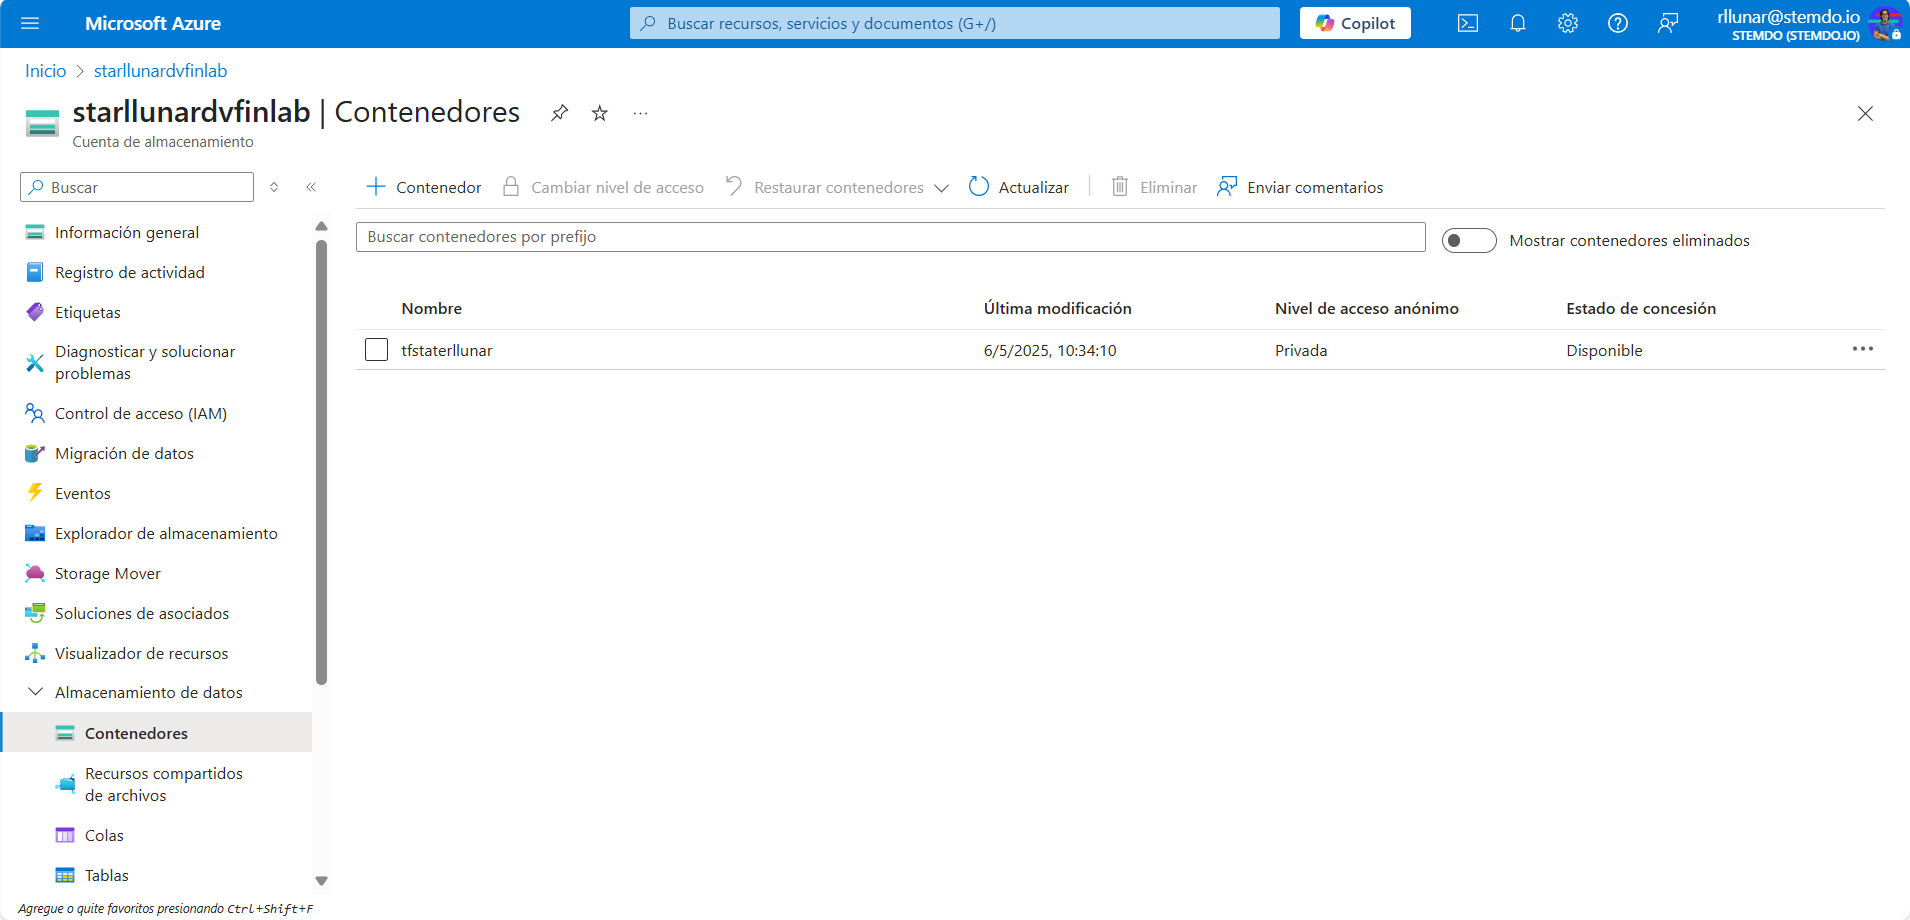 Microsoft Azure
Buscar recursos, servicios y documentos (G+/)
Copilot
rllunar@stemdo.io
STEMDO (STEMDO.IO)
Inicio > starllunardvfinlab
starllunardvfinlab | Contenedores
Cuenta de almacenamiento
Buscar
Contenedor
Cambiar nivel de acceso
Restaurar contenedores
Actualizar
Eliminar
Enviar comentarios
Información general
Registro de actividad
Etiquetas
Diagnosticar y solucionar
problemas
Control de acceso (IAM)
Migración de datos
Eventos
Explorador de almacenamiento
Storage Mover
Soluciones de asociados
Visualizador de recursos
Almacenamiento de datos
Contenedores
Recursos compartidos
de archivos
Colas
Tablas
Agregue o quite favoritos presionando Ctrl+Shift+F
Buscar contenedores por prefijo
Mostrar contenedores eliminados
Nombre Última modificación Nivel de acceso anónimo Estado de concesión
tfstaterllunar 6/5/2025, 10:34:10 Privada Disponible